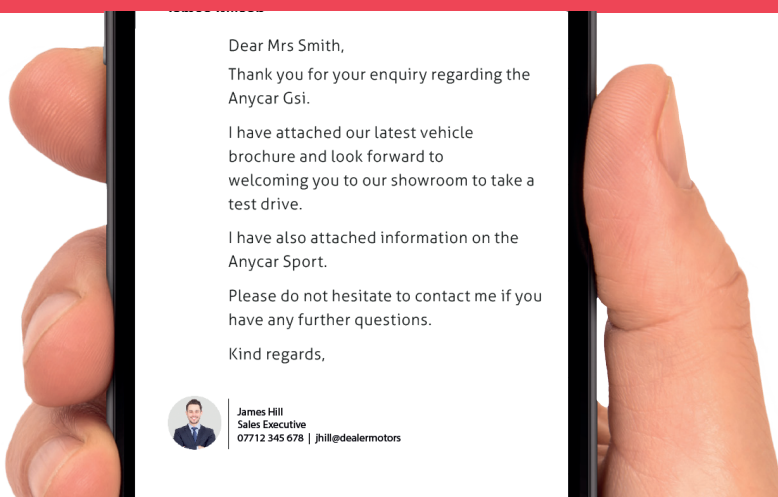 Dear Mrs Smith,
Thank you for your enquiry regarding the
Anycar Gsi.
I have attached our latest vehicle
brochure and look forward to
welcoming you to our showroom to take a
test drive.
I have also attached information on the
Anycar Sport.
Please do not hesitate to contact me if you
have any further questions.
Kind regards,
James Hill
Sales Executive
07712 345 678 | jhill@dealermotors